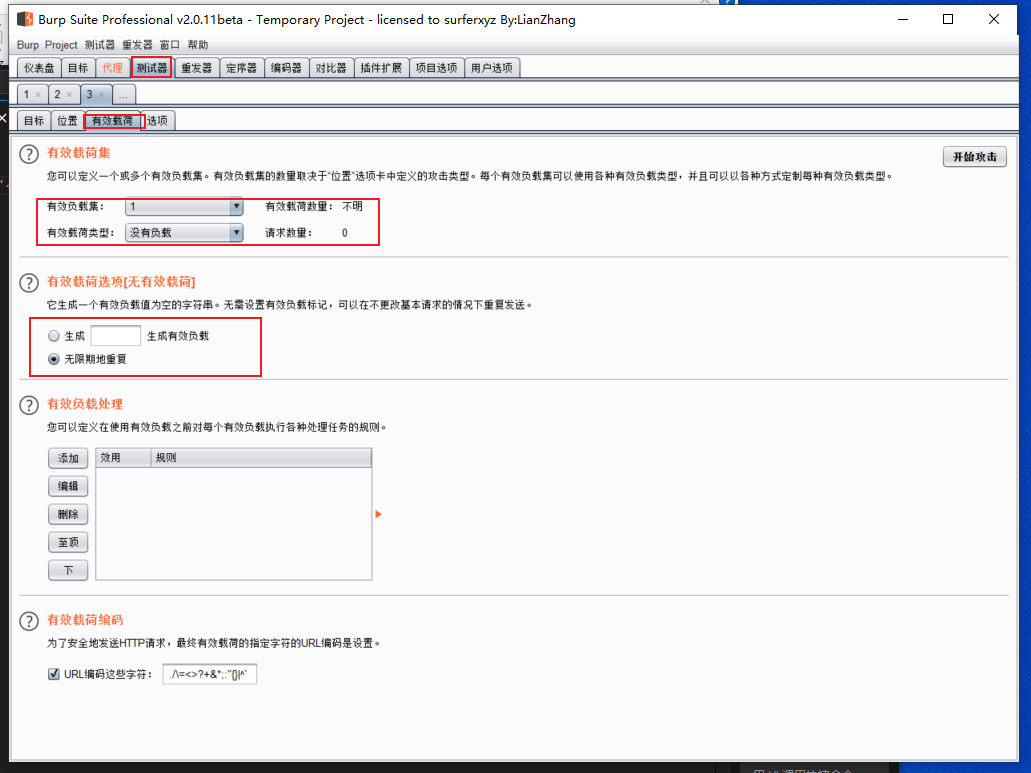 Burp Suite Professional v2.0.11beta - Temporary Project - licensed to surferxyz By:LianZhang
Burp Project 测试器 重发器 窗口 帮助
仪表盘 目标 代理 测试器 重发器 定序器 编码器 对比器 插件扩展 项目选项 用户选项
1 × 2 × 3 × ...
目标 位置 有效载荷 选项
? 有效载荷集 开始攻击
您可以定义一个或多个有效负载集。有效负载集的数量取决于“位置”选项卡中定义的攻击类型。每个有效负载集可以使用各种有效负载类型，并且可以以各种方式定制每种有效负载类型。
有效负载集： 1 有效载荷数量： 不明
有效载荷类型： 没有负载 请求数量： 0
? 有效载荷选项[无有效载荷]
它生成一个有效负载值为空的字符串。无需设置有效负载标记，可以在不更改基本请求的情况下重复发送。
生成 生成有效负载
无限期地重复
? 有效负载处理
您可以定义在使用有效负载之前对每个有效负载执行各种处理任务的规则。
添加 效用 规则
编辑
删除
至顶
下
? 有效载荷编码
为了安全地发送HTTP请求，最终有效载荷的指定字符的URL编码是设置。
URL编码这些字符： ./\=<>?+&*;:"{}|^`